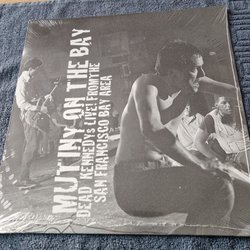 MUTINY ON THE BAY
DEAD KENNEDYS LIVE! FROM THE
SAN FRANCISCO BAY AREA